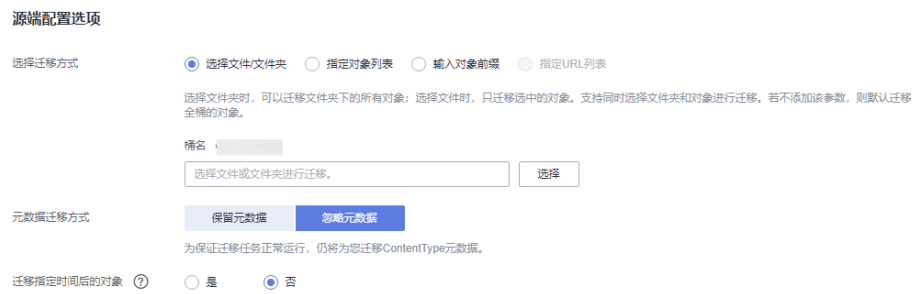 源端配置选项
选择迁移方式 选择文件/文件夹 指定对象列表 输入对象前缀 指定URL列表
选择文件夹时，可以迁移文件夹下的所有对象；选择文件时，只迁移选中的对象。支持同时选择文件夹和对象进行迁移。若不添加该参数，则默认迁移
全桶的对象。
桶名
选择文件或文件夹进行迁移。 选择
元数据迁移方式 保留元数据 忽略元数据
为保证迁移任务正常运行，仍将为您迁移ContentType元数据。
迁移指定时间后的对象 ? 是 否